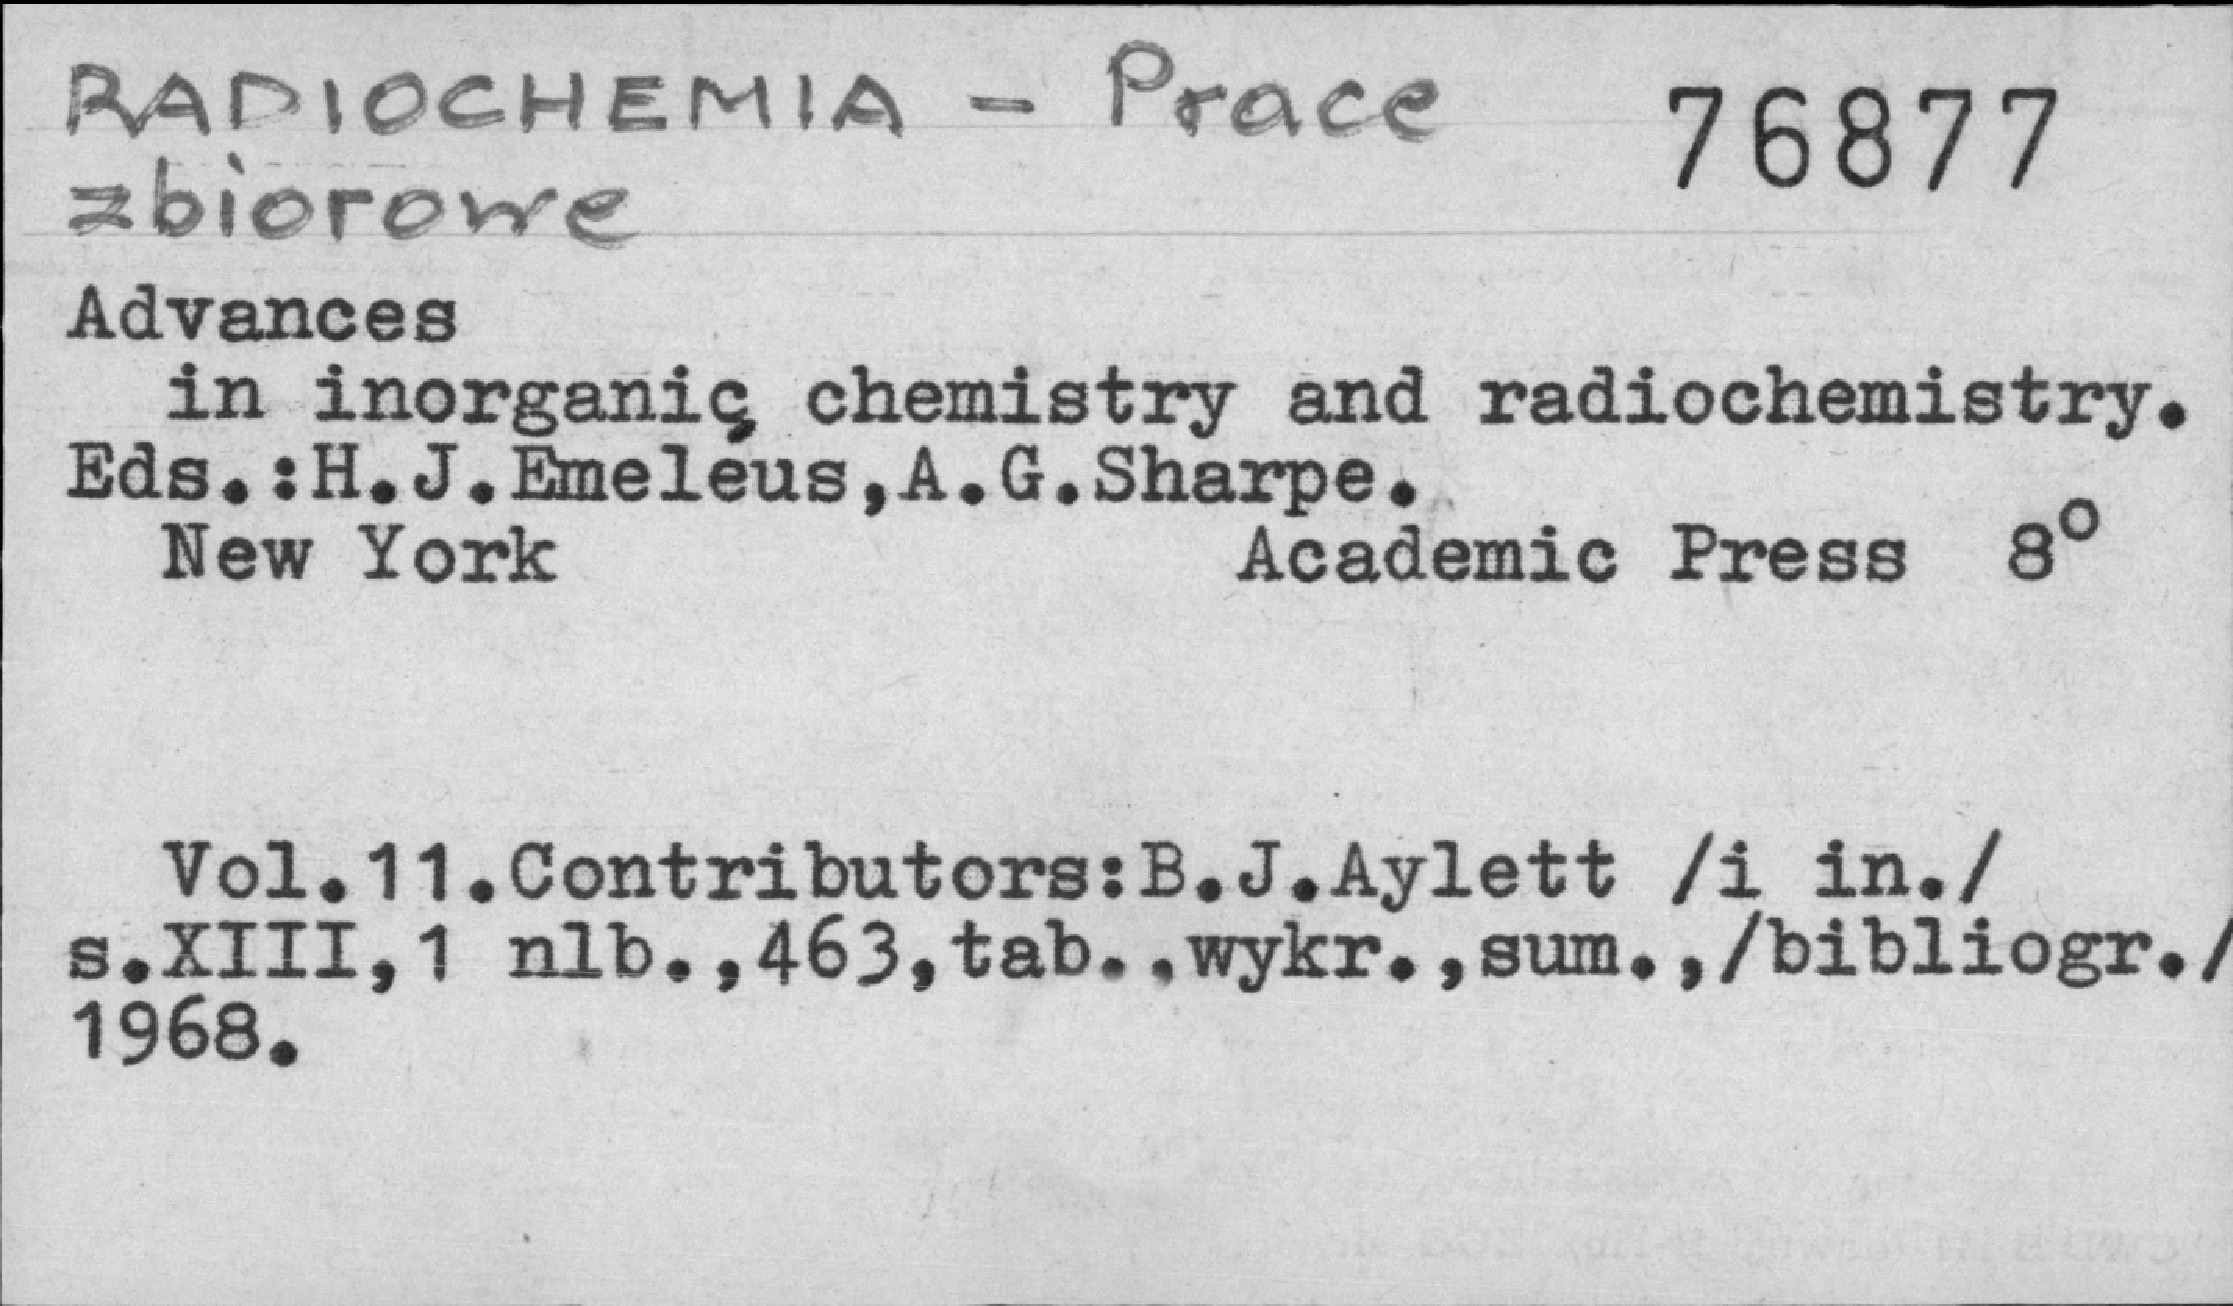 RADIOCHEMIA - Prace 76877
zbiorowe
Advances
in inorganic chemistry and radiochemistry.
Eds.:H.J.Emeléus,A.G.Sharpe.
New York Academic Press 8°
Vol.11.Contributors:B.J.Aylett /i in./
s.XIII,1 nlb.,463,tab.,wykr.,sum.,/bibliogr./
1968.